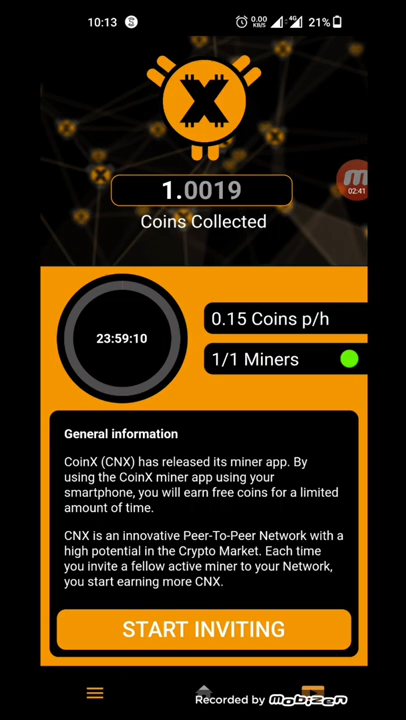 10:13 S 0.00 KB/S 4G 21%
X
m
02:41
1.0019
Coins Collected
23:59:10
0.15 Coins p/h
1/1 Miners
General information
CoinX (CNX) has released its miner app. By
using the CoinX miner app using your
smartphone, you will earn free coins for a limited
amount of time.
CNX is an innovative Peer-To-Peer Network with a
high potential in the Crypto Market. Each time
you invite a fellow active miner to your Network,
you start earning more CNX.
START INVITING
Recorded by mobizen